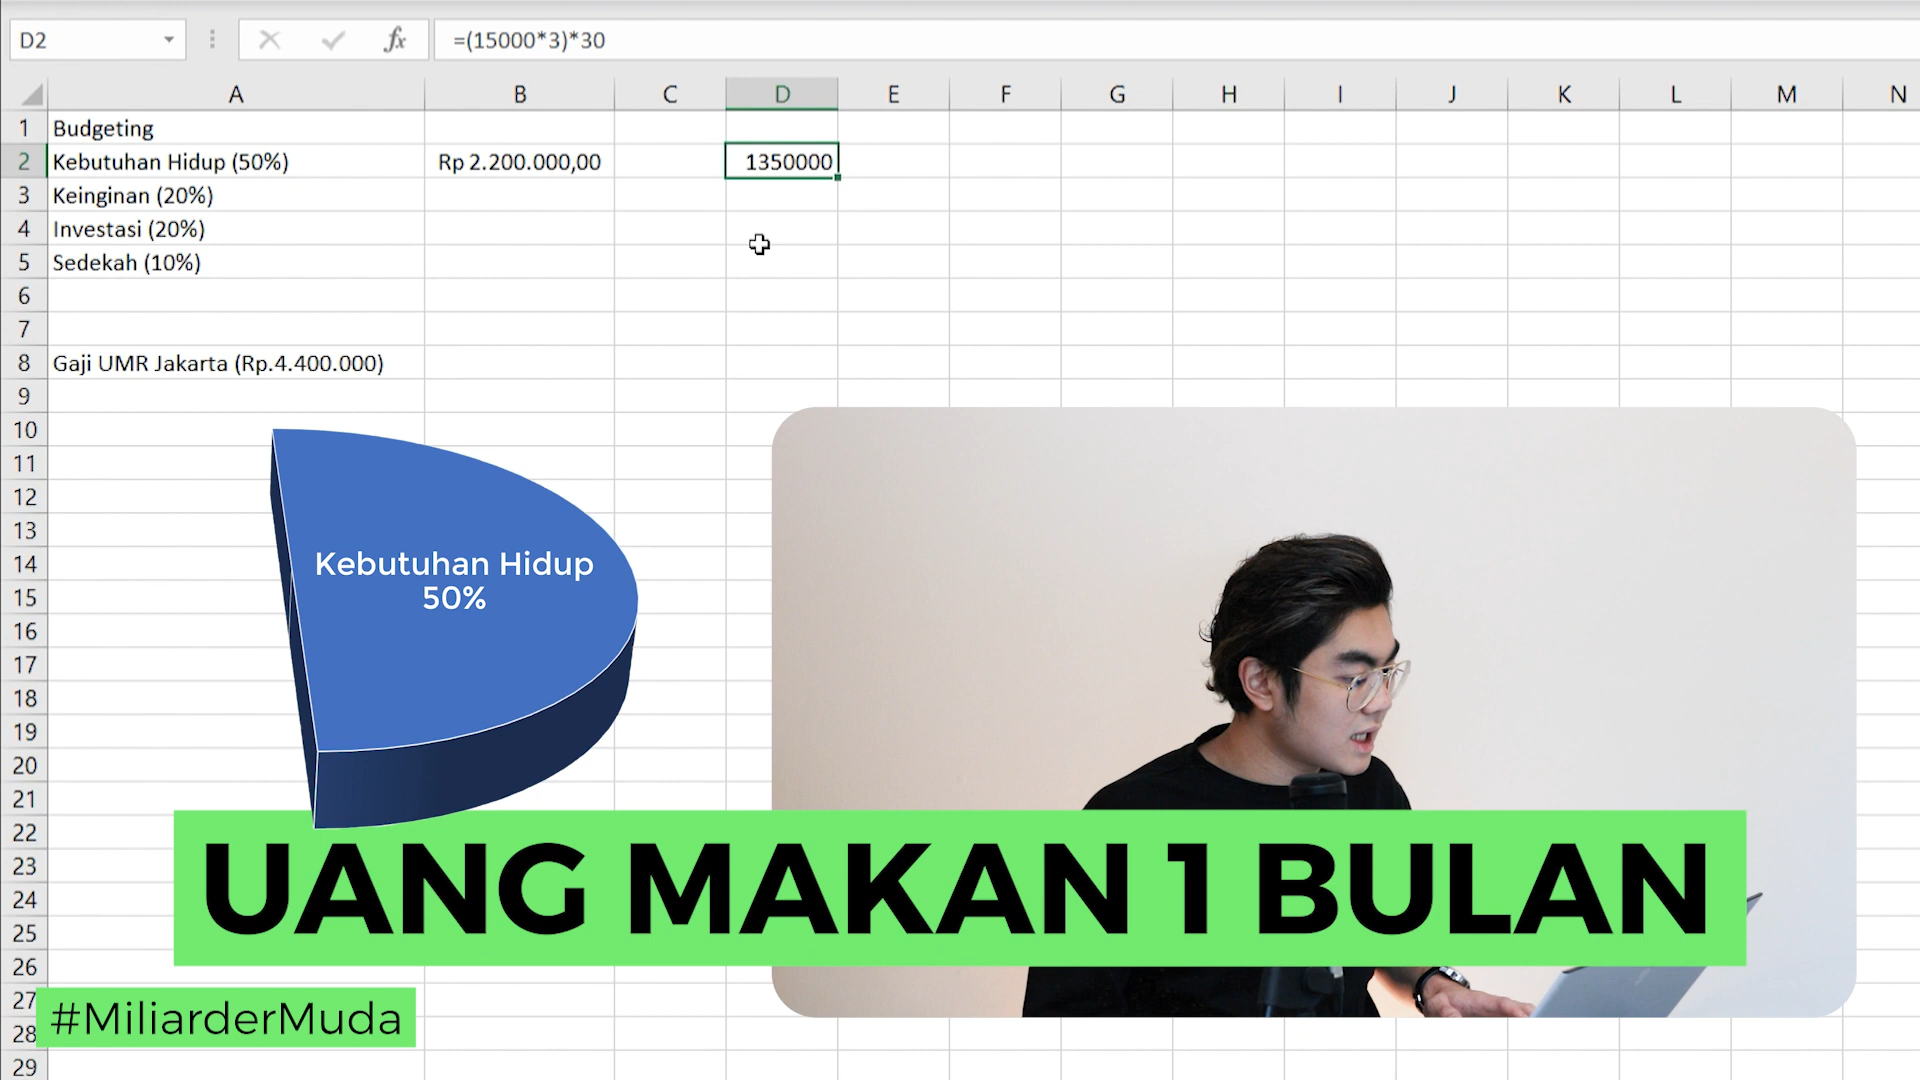 D2
fx
=(15000*3)*30
A B C D E F G H I J K L M N
1 Budgeting
2 Kebutuhan Hidup (50%) Rp 2.200.000,00 1350000
3 Keinginan (20%)
4 Investasi (20%)
5 Sedekah (10%)
6
7
8 Gaji UMR Jakarta (Rp.4.400.000)
9
10
11
12
13
14
15
16
17
18
19
20
21
22
23
24
25
26
27
28
29
Kebutuhan Hidup
50%
UANG MAKAN 1 BULAN
#MiliarderMuda